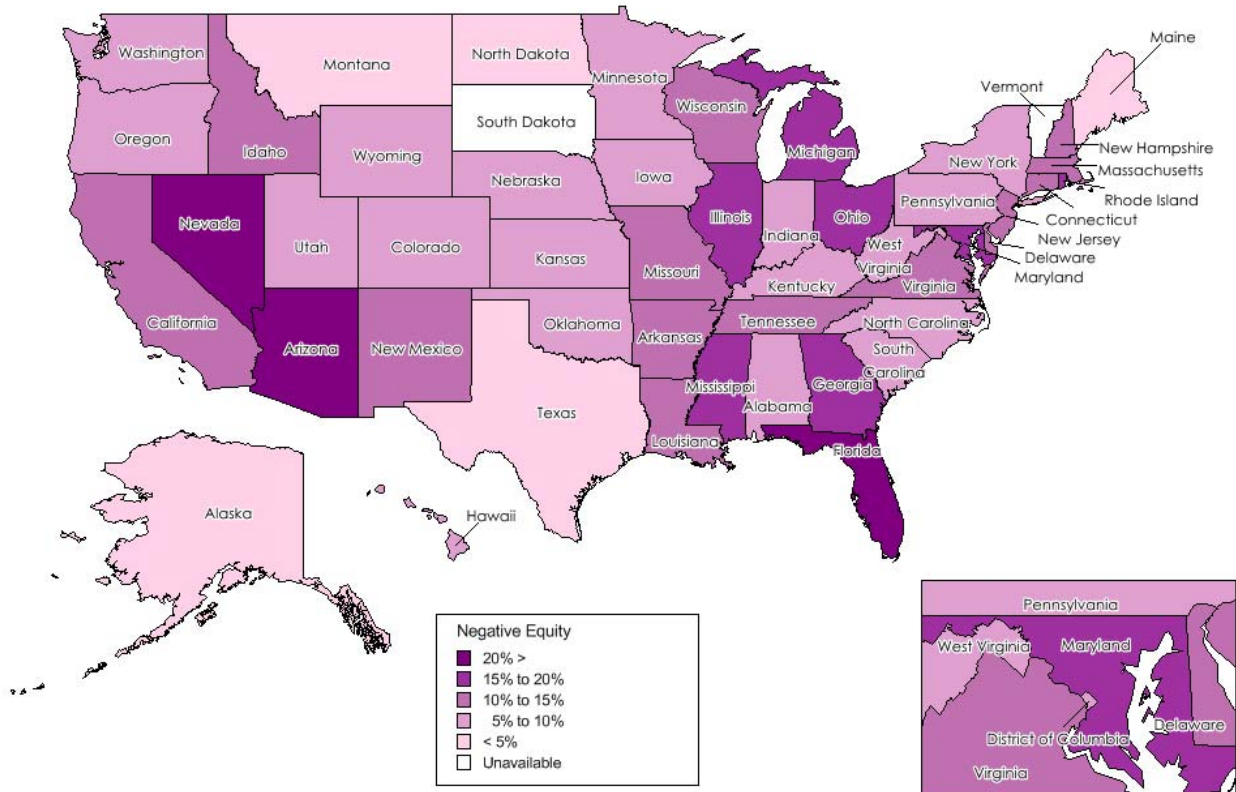 Washington
Montana
North Dakota
Minnesota
Maine
Vermont
Oregon
Idaho
Wyoming
South Dakota
Wisconsin
Michigan
New York
New Hampshire
Massachusetts
Rhode Island
Connecticut
New Jersey
Delaware
Maryland
Nebraska
Iowa
Pennsylvania
Nevada
Utah
Colorado
Kansas
Missouri
Illinois
Indiana
Ohio
West
Virginia
Virginia
Kentucky
California
Arizona
New Mexico
Oklahoma
Arkansas
Tennessee
North Carolina
South
Carolina
Mississippi
Alabama
Georgia
Texas
Louisiana
Florida
Alaska
Hawaii
Negative Equity
20% >
15% to 20%
10% to 15%
5% to 10%
< 5%
Unavailable
Pennsylvania
West Virginia
Maryland
District of Columbia
Delaware
Virginia